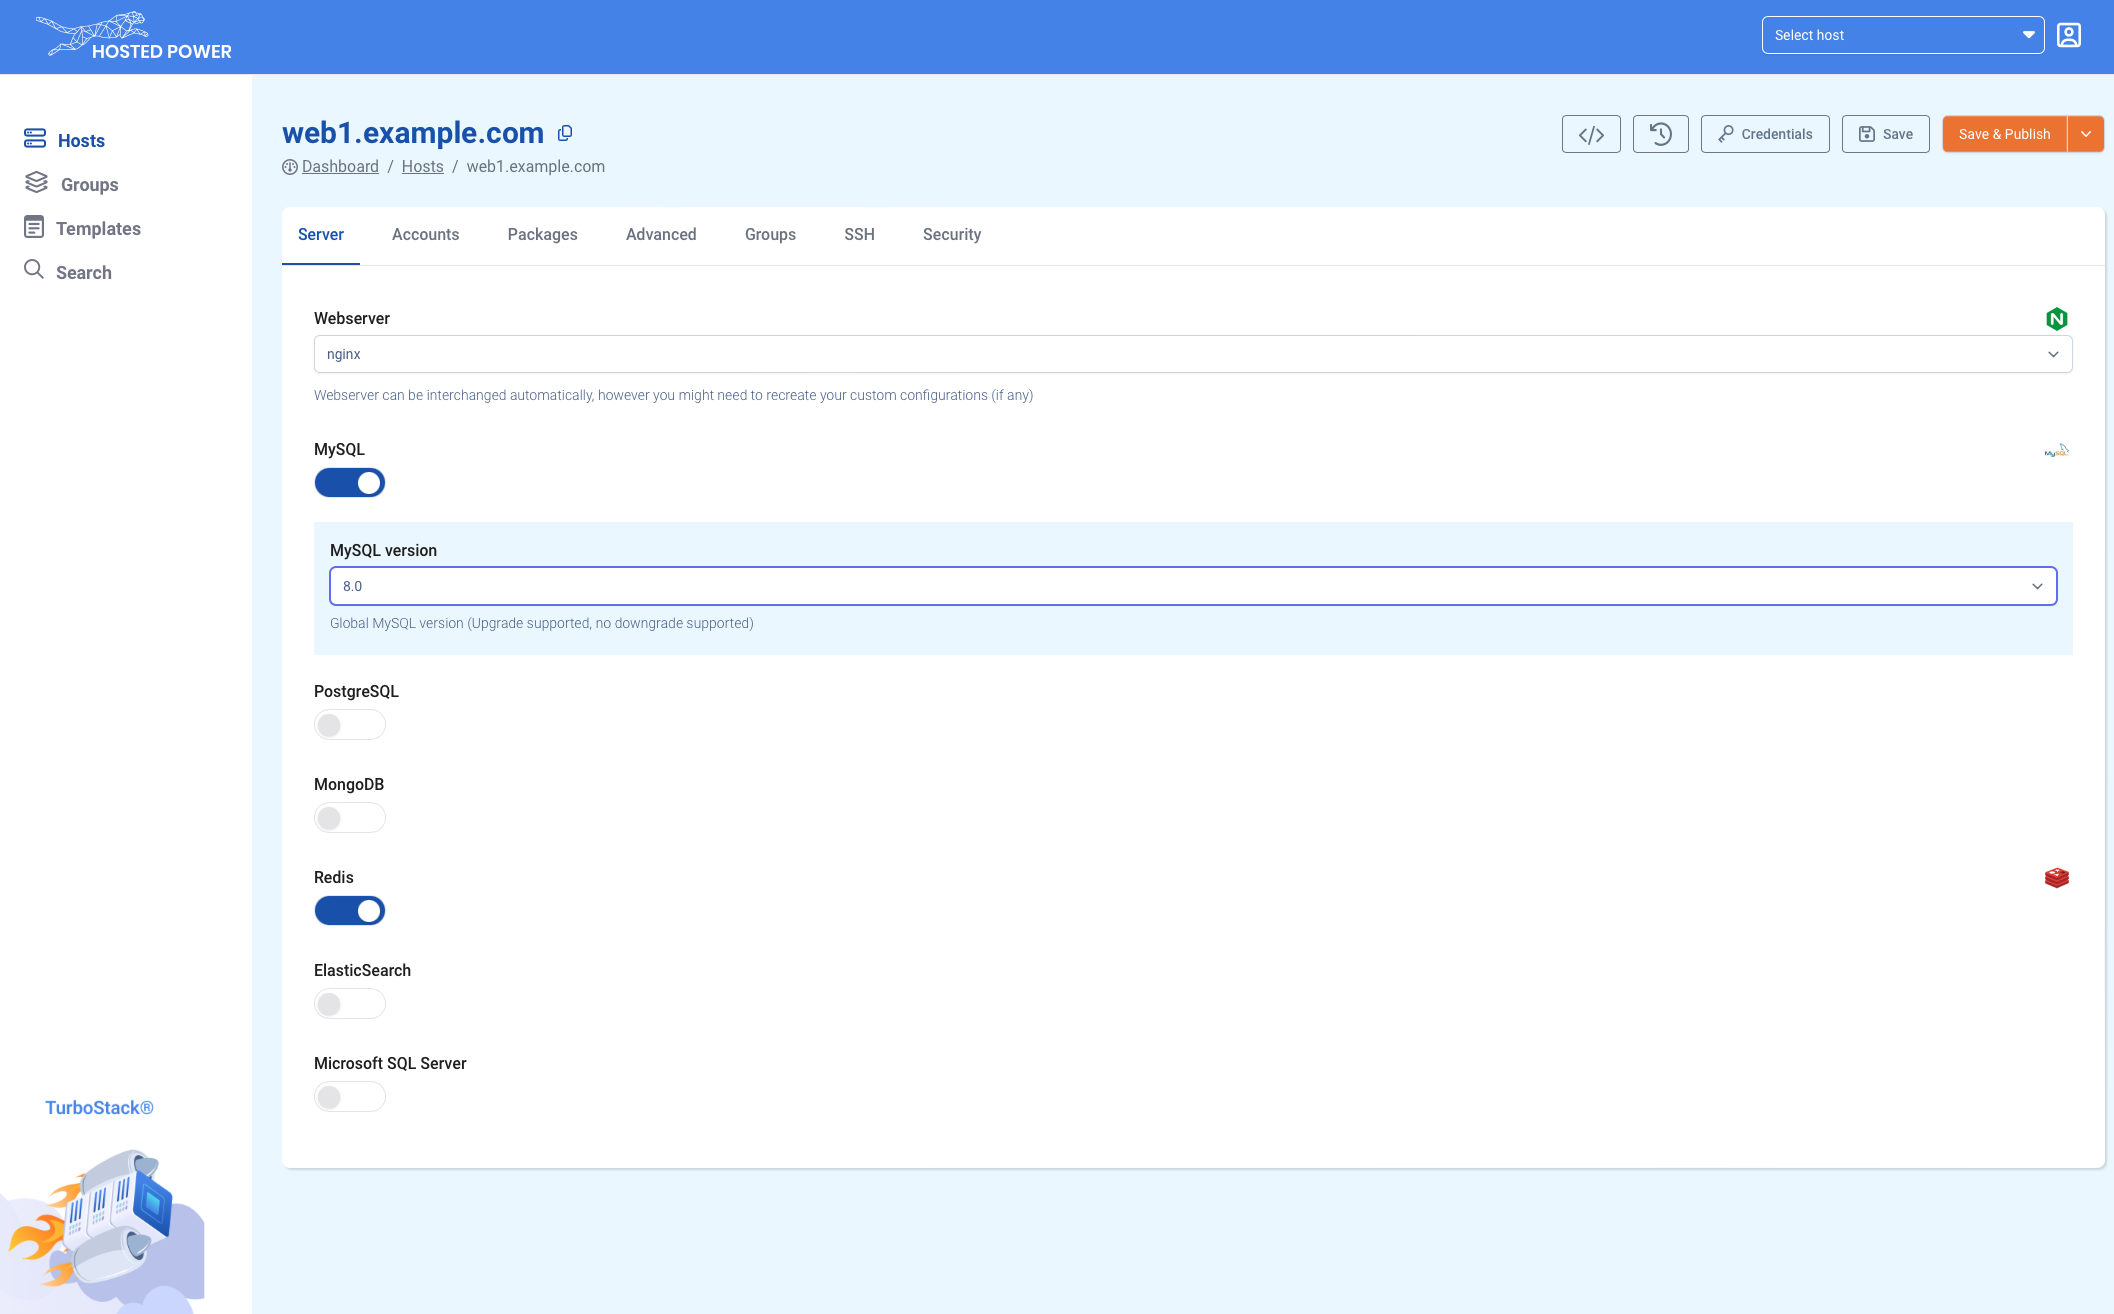 HOSTED POWER
Select host
Hosts
Groups
Templates
Search
web1.example.com
Dashboard / Hosts / web1.example.com
</> Credentials Save Save & Publish
Server Accounts Packages Advanced Groups SSH Security
Webserver
nginx
Webserver can be interchanged automatically, however you might need to recreate your custom configurations (if any)
MySQL
MySQL
MySQL version
8.0
Global MySQL version (Upgrade supported, no downgrade supported)
PostgreSQL
MongoDB
Redis
ElasticSearch
Microsoft SQL Server
TurboStack®